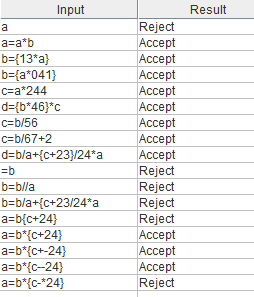 Input Result
a Reject
a=a*b Accept
b={13*a} Accept
b={a*041} Accept
c=a*244 Accept
d={b*46}*c Accept
c=b/56 Accept
c=b/67+2 Accept
d=b/a+{c+23}/24*a Accept
=b Reject
b=b//a Reject
b=b/a+{c+23/24*a Reject
a=b{c+24} Reject
a=b*{c+24} Accept
a=b*{c+-24} Accept
a=b*{c--24} Accept
a=b*{c-*24} Reject